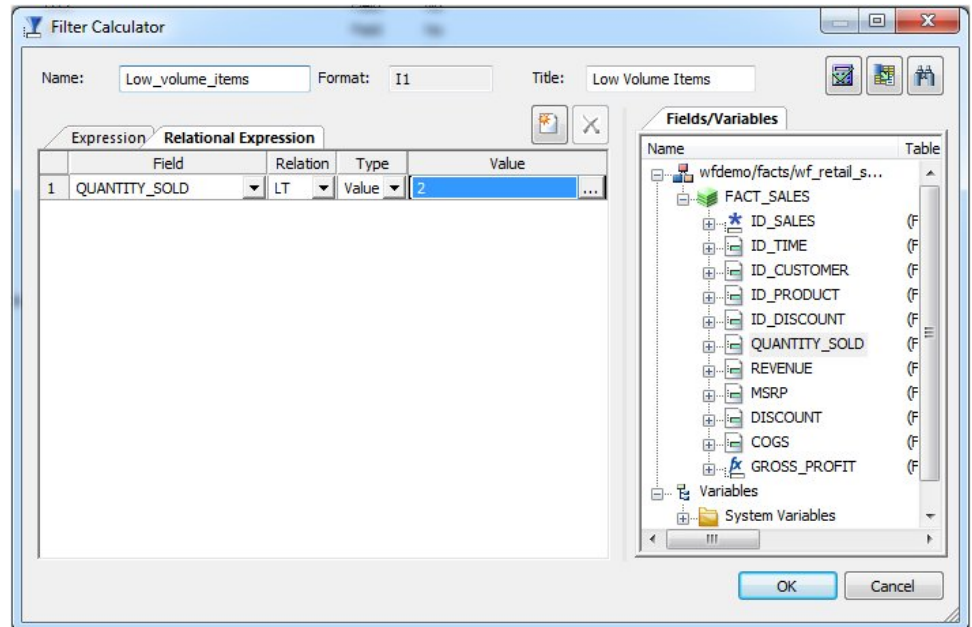 Filter Calculator
Name: Low_volume_items Format: I1 Title: Low Volume Items
Expression Relational Expression
Field Relation Type Value
1 QUANTITY_SOLD LT Value 2 ...
Fields/Variables
Name Table
wfdemo/facts/wf_retail_s...
FACT_SALES
ID_SALES (F
ID_TIME (F
ID_CUSTOMER (F
ID_PRODUCT (F
ID_DISCOUNT (F
QUANTITY_SOLD (F
REVENUE (F
MSRP (F
DISCOUNT (F
COGS (F
GROSS_PROFIT (F
Variables
System Variables
OK Cancel